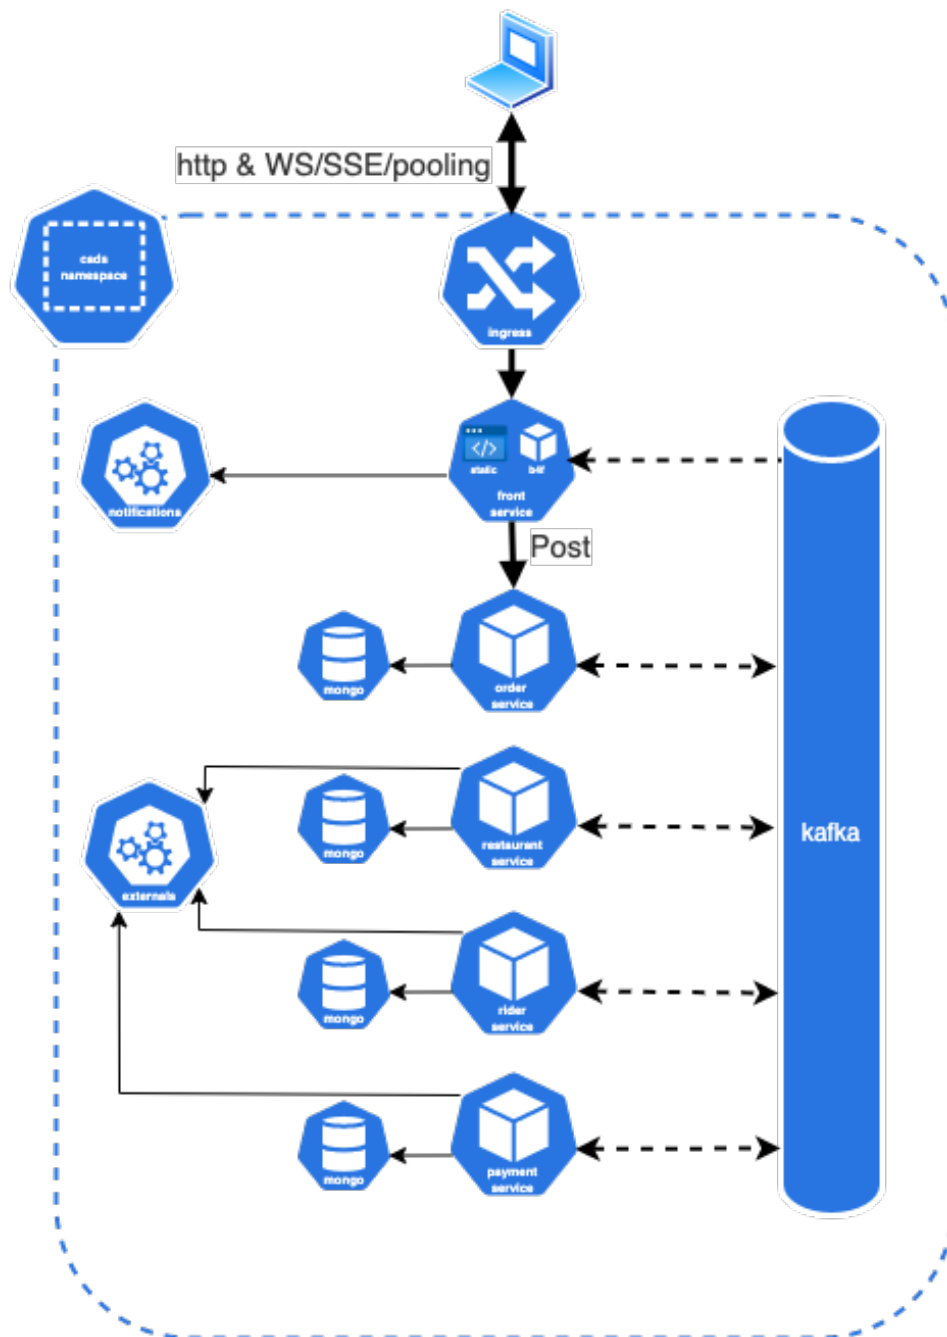 http & WS/SSE/pooling
cads
namespace
ingress
static
b4f
front
service
notifications
Post
mongo
order
service
mongo
restaurant
service
kafka
externals
mongo
rider
service
mongo
payment
service